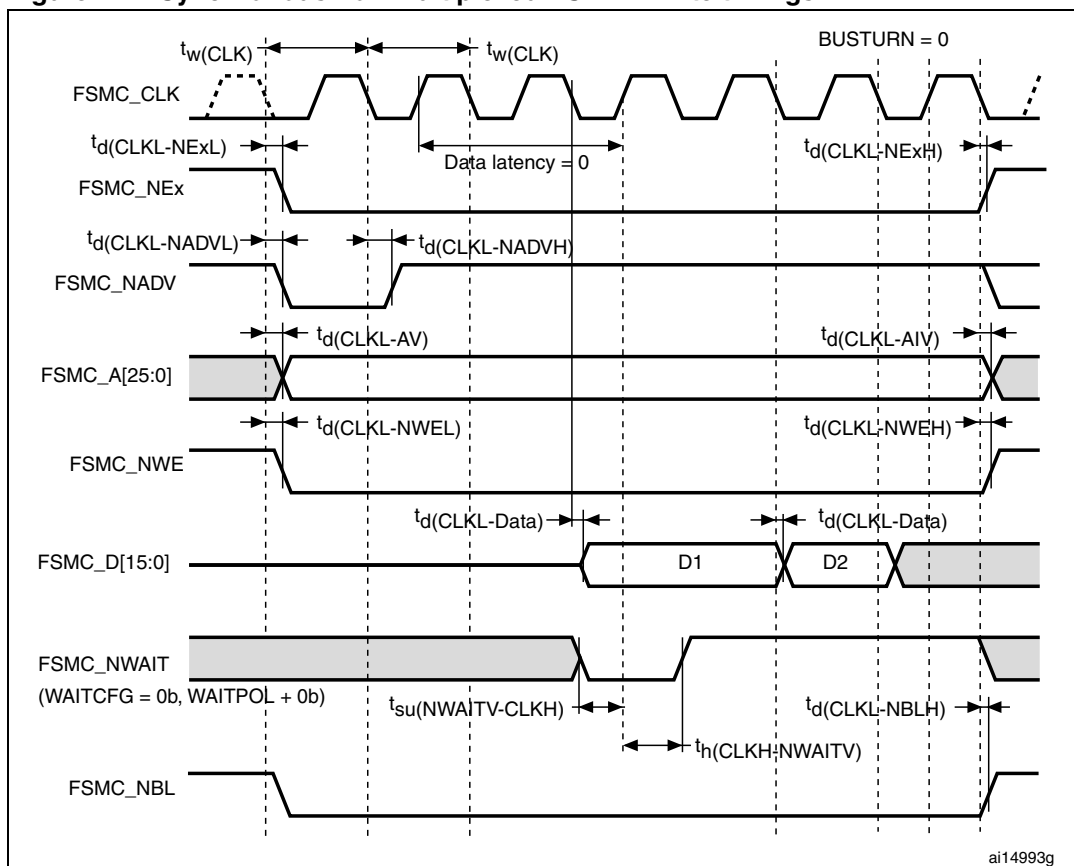 BUSTURN = 0
tw(CLK)
tw(CLK)
FSMC_CLK
td(CLKL-NExL)
Data latency = 0
td(CLKL-NExH)
FSMC_NEx
td(CLKL-NADVL)
td(CLKL-NADVH)
FSMC_NADV
td(CLKL-AV)
td(CLKL-AIV)
FSMC_A[25:0]
td(CLKL-NWEL)
td(CLKL-NWEH)
FSMC_NWE
td(CLKL-Data)
td(CLKL-Data)
FSMC_D[15:0]
D1
D2
FSMC_NWAIT
(WAITCFG = 0b, WAITPOL + 0b)
tsu(NWAITV-CLKH)
td(CLKL-NBLH)
th(CLKH-NWAITV)
FSMC_NBL
ai14993g